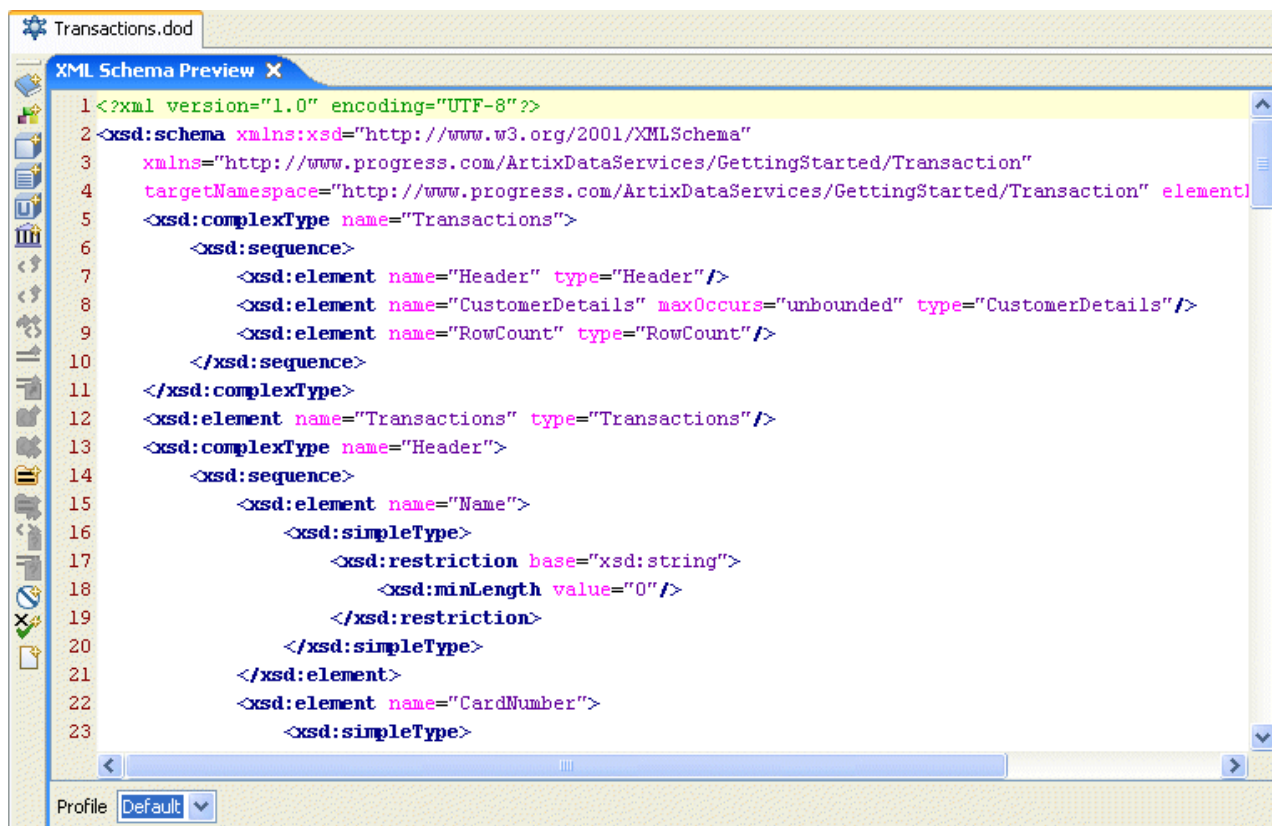 Transactions.dod
XML Schema Preview
1 <?xml version="1.0" encoding="UTF-8"?>
2 <xsd:schema xmlns:xsd="http://www.w3.org/2001/XMLSchema"
3 xmlns="http://www.progress.com/ArtixDataServices/GettingStarted/Transaction"
4 targetNamespace="http://www.progress.com/ArtixDataServices/GettingStarted/Transaction"
5 <xsd:complexType name="Transactions">
6 <xsd:sequence>
7 <xsd:element name="Header" type="Header"/>
8 <xsd:element name="CustomerDetails" maxOccurs="unbounded" type="CustomerDetails"/>
9 <xsd:element name="RowCount" type="RowCount"/>
10 </xsd:sequence>
11 </xsd:complexType>
12 <xsd:element name="Transactions" type="Transactions"/>
13 <xsd:complexType name="Header">
14 <xsd:sequence>
15 <xsd:element name="Name">
16 <xsd:simpleType>
17 <xsd:restriction base="xsd:string">
18 <xsd:minLength value="0"/>
19 </xsd:restriction>
20 </xsd:simpleType>
21 </xsd:element>
22 <xsd:element name="CardNumber">
23 <xsd:simpleType>
Profile Default